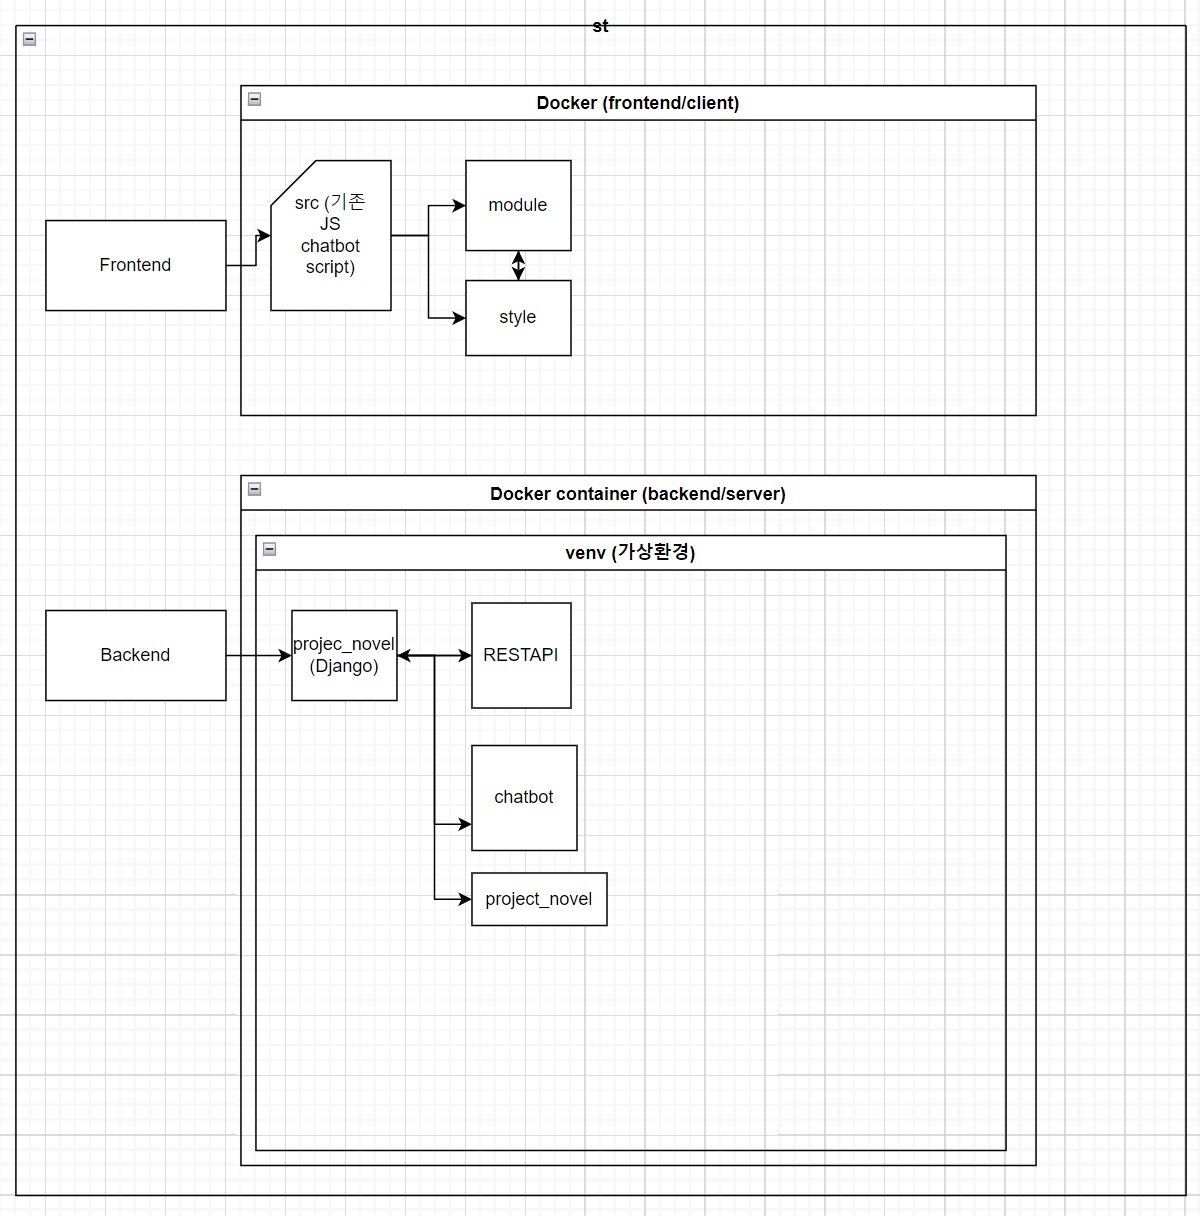 st
Docker (frontend/client)
Frontend
src (기존
JS
chatbot
script)
module
style
Docker container (backend/server)
venv (가상환경)
Backend
projec_novel
(Django)
RESTAPI
chatbot
project_novel